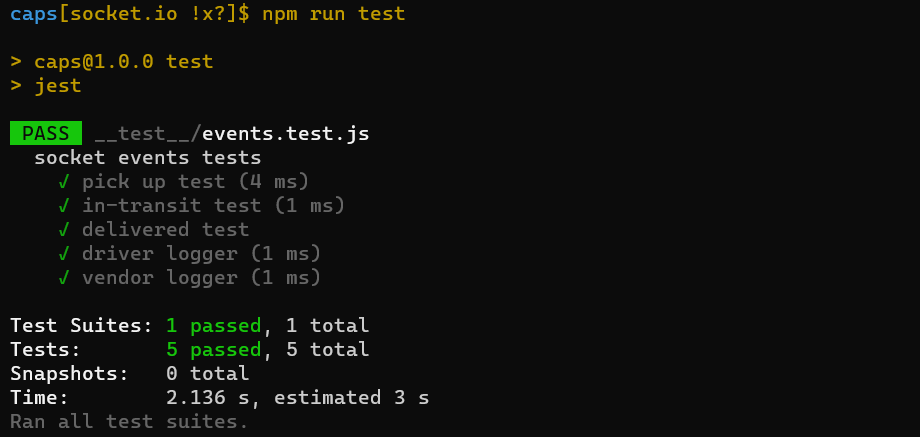 caps[socket.io !x?]$ npm run test
> caps@1.0.0 test
> jest
PASS __test__/events.test.js
socket events tests
√ pick up test (4 ms)
√ in-transit test (1 ms)
√ delivered test
√ driver logger (1 ms)
√ vendor logger (1 ms)
Test Suites: 1 passed, 1 total
Tests: 5 passed, 5 total
Snapshots: 0 total
Time: 2.136 s, estimated 3 s
Ran all test suites.